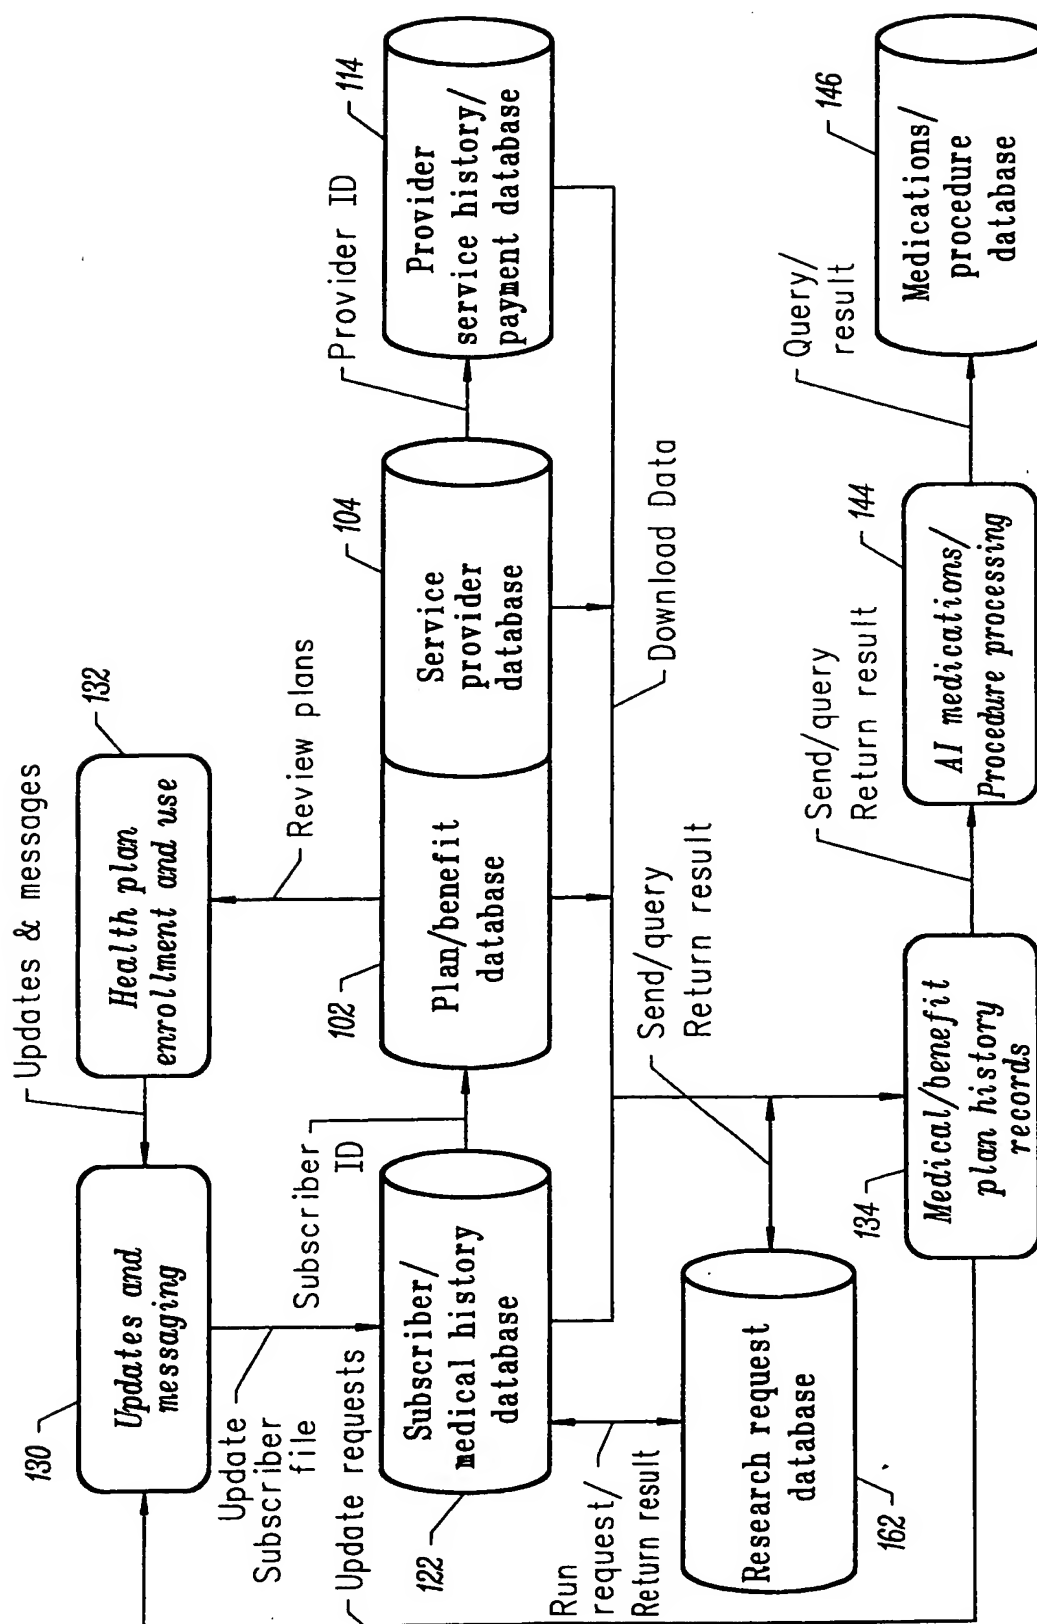 130
Updates and
messaging
Updates & messages
Health plan
enrollment and use
132
Update
Subscriber
file
Review plans
Update requests
122
Subscriber/
medical history
database
Subscriber
ID
102
Plan/benefit
database
Service
provider
database
104
Provider ID
Provider
service history/
payment database
114
Download Data
Run
request/
Return result
Research request
database
162
Send/query
Return result
134
Medical/benefit
plan history
records
Send/query
Return result
AI medications/
Procedure processing
144
Query/
result
Medications/
procedure
database
146